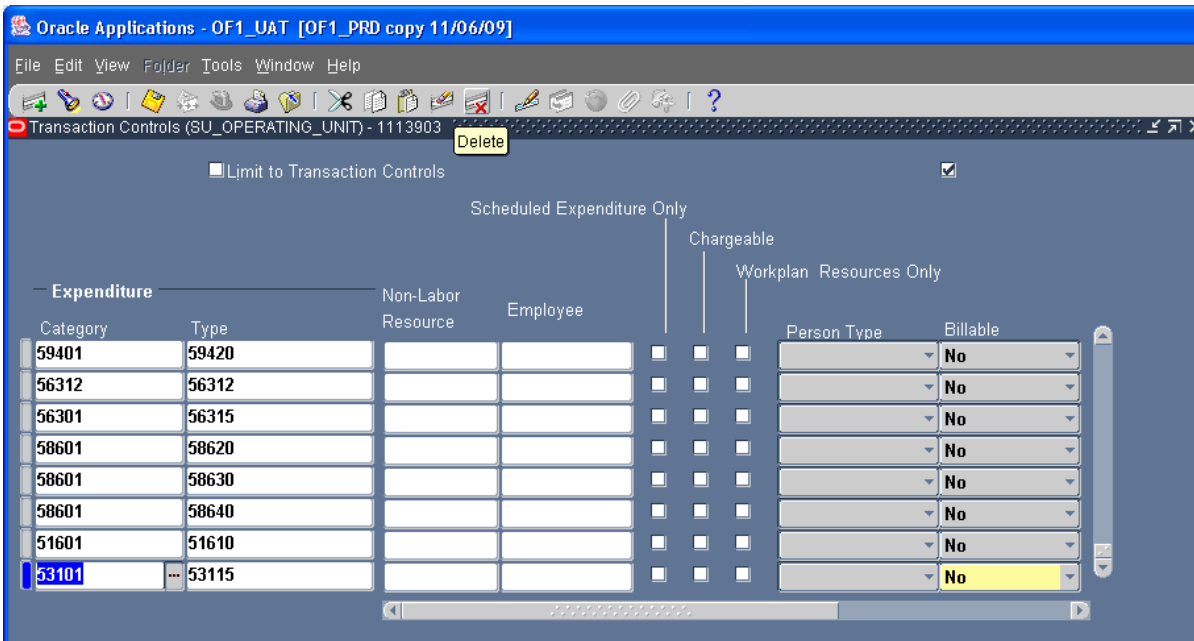 Oracle Applications - OF1_UAT [OF1_PRD copy 11/06/09]
File Edit View Folder Tools Window Help
Transaction Controls (SU_OPERATING_UNIT) - 1113903
Delete
Limit to Transaction Controls
Scheduled Expenditure Only
Chargeable
Workplan Resources Only
Expenditure
Non-Labor
Resource
Employee
Category Type Person Type Billable
59401 59420 No
56312 56312 No
56301 56315 No
58601 58620 No
58601 58630 No
58601 58640 No
51601 51610 No
53101 ... 53115 No